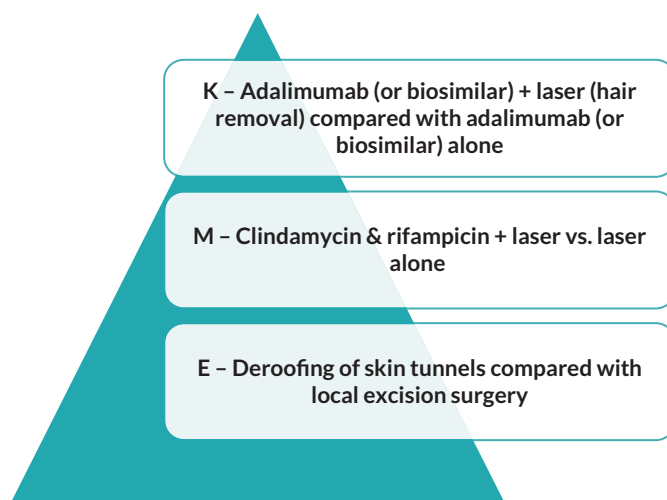 K – Adalimumab (or biosimilar) + laser (hair
removal) compared with adalimumab (or
biosimilar) alone
M – Clindamycin & rifampicin + laser vs. laser
alone
E – Deroofing of skin tunnels compared with
local excision surgery